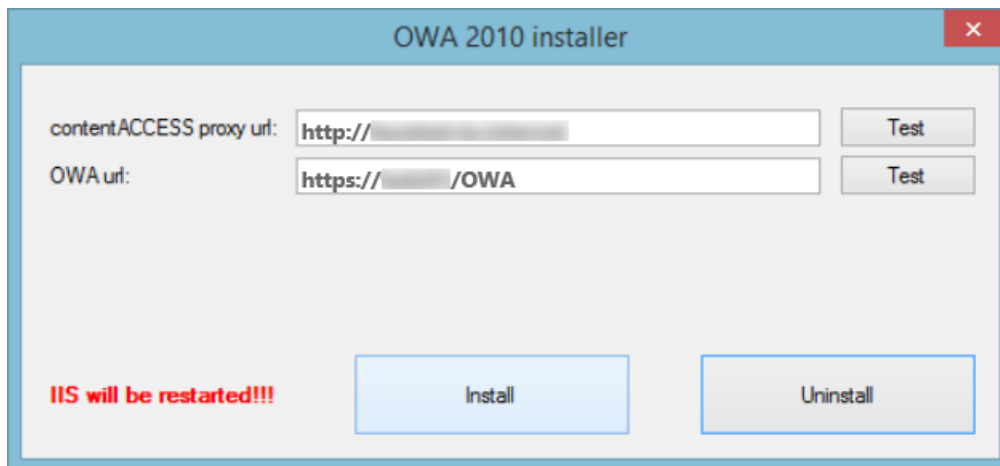 OWA 2010 installer
contentACCESS proxy url: http:// Test
OWA url: https:// /OWA Test
IIS will be restarted!!! Install Uninstall